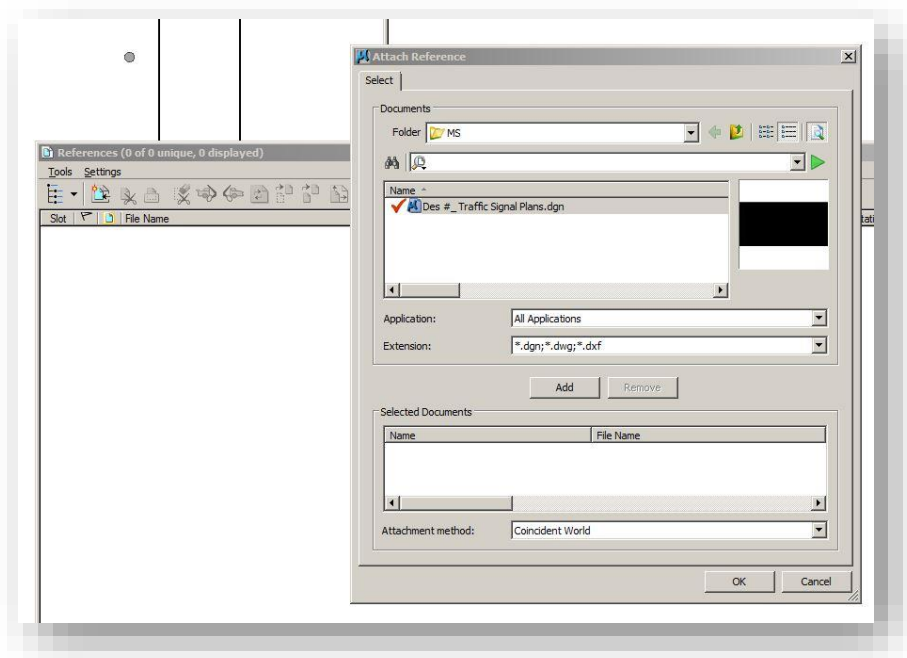 Attach Reference
Select
Documents
Folder MS
Name
Des #_ Traffic Signal Plans.dgn
Application: All Applications
Extension: *.dgn;*.dwg;*.dxf
Add Remove
Selected Documents
Name File Name
Attachment method: Coincident World
OK Cancel
References (0 of 0 unique, 0 displayed)
Tools Settings
Slot File Name